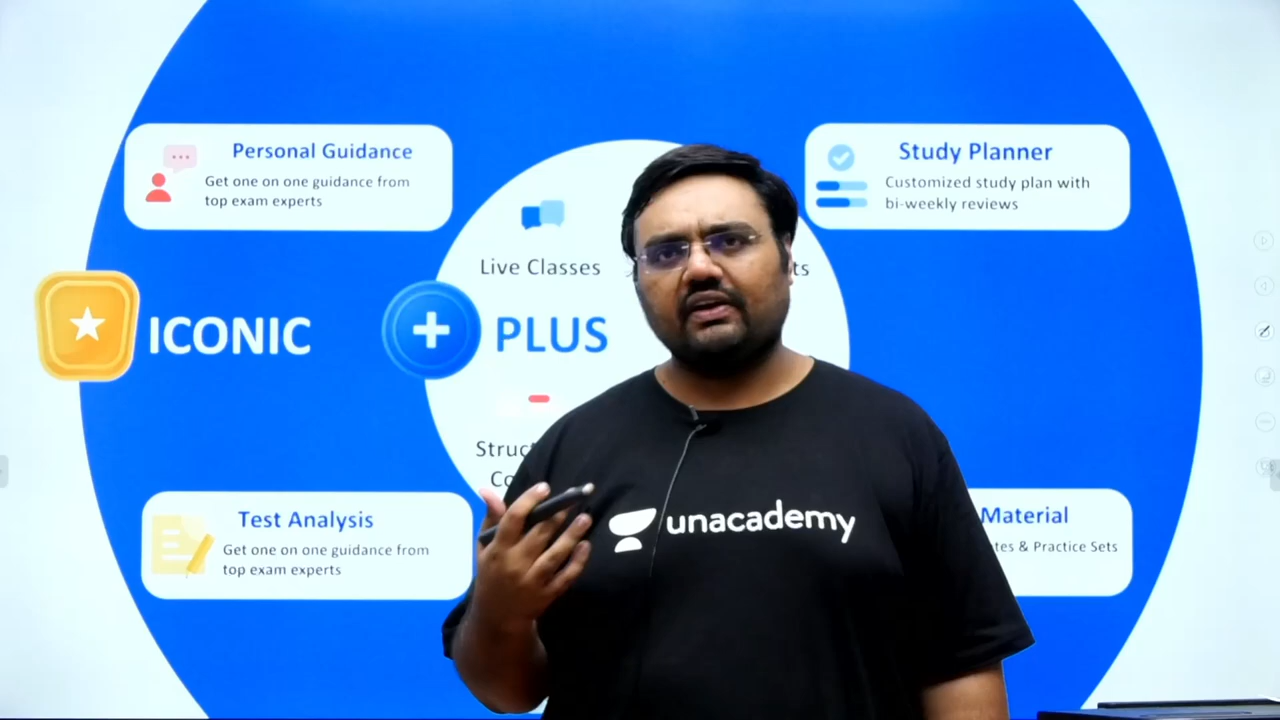 Personal Guidance
Get one on one guidance from
top exam experts
Study Planner
Customized study plan with
bi-weekly reviews
Live Classes
ICONIC
PLUS
Test Analysis
Get one on one guidance from
top exam experts
unacademy
Material
& Practice Sets